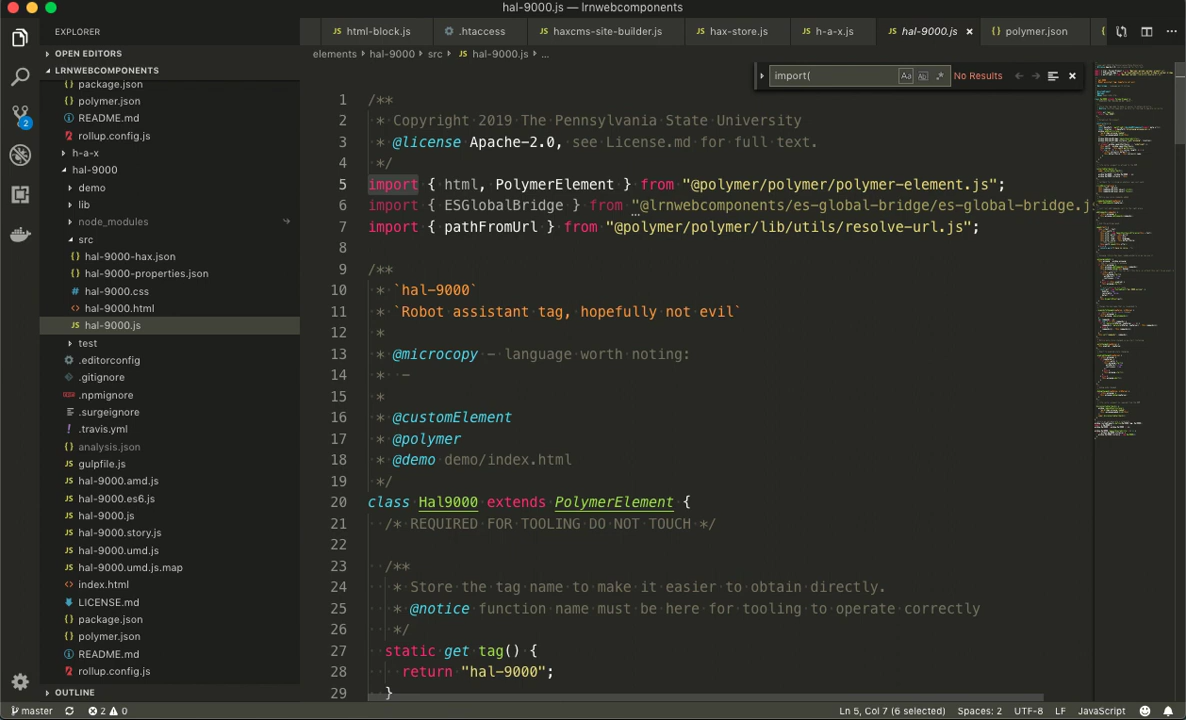 hal-9000.js — lrnwebcomponents
EXPLORER
OPEN EDITORS
LRNWEBCOMPONENTS
package.json
polymer.json
README.md
rollup.config.js
h-a-x
hal-9000
demo
lib
node_modules
src
hal-9000-hax.json
hal-9000-properties.json
hal-9000.css
hal-9000.html
hal-9000.js
test
.editorconfig
.gitignore
.npmignore
.surgeignore
.travis.yml
analysis.json
gulpfile.js
hal-9000.amd.js
hal-9000.es6.js
hal-9000.js
hal-9000.story.js
hal-9000.umd.js
hal-9000.umd.js.map
index.html
LICENSE.md
package.json
polymer.json
README.md
rollup.config.js
OUTLINE
2
JS html-block.js
.htaccess
JS haxcms-site-builder.js
JS hax-store.js
JS h-a-x.js
JS hal-9000.js
{} polymer.json
elements › hal-9000 › src › JS hal-9000.js › ...
import(
Aa
No Results
1 /**
2  * Copyright 2019 The Pennsylvania State University
3  * @license Apache-2.0, see License.md for full text.
4  */
5 import { html, PolymerElement } from "@polymer/polymer/polymer-element.js";
6 import { ESGlobalBridge } from "@lrnwebcomponents/es-global-bridge/es-global-bridge.js
7 import { pathFromUrl } from "@polymer/polymer/lib/utils/resolve-url.js";
8
9 /**
10  * `hal-9000`
11  * `Robot assistant tag, hopefully not evil`
12  *
13  * @microcopy - language worth noting:
14  *  -
15  *
16  * @customElement
17  * @polymer
18  * @demo demo/index.html
19  */
20 class Hal9000 extends PolymerElement {
21   /* REQUIRED FOR TOOLING DO NOT TOUCH */
22
23   /**
24    * Store the tag name to make it easier to obtain directly.
25    * @notice function name must be here for tooling to operate correctly
26    */
27   static get tag() {
28     return "hal-9000";
29   }
master
2 0
Ln 5, Col 7 (6 selected)
Spaces: 2
UTF-8
LF
JavaScript